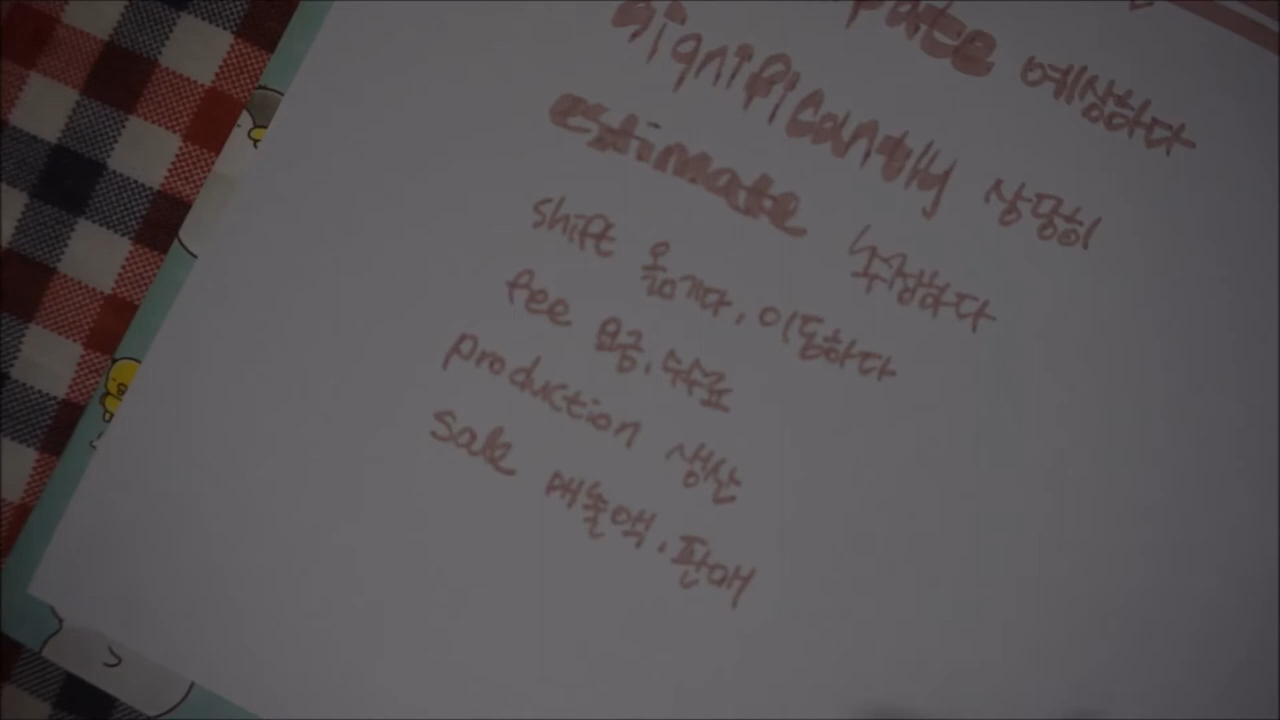 pate 예상하다
significantly 상당히
estimate 추정하다
shift 옮기다, 이동하다
fee 요금, 수수료
production 생산
sale 매출액, 판매